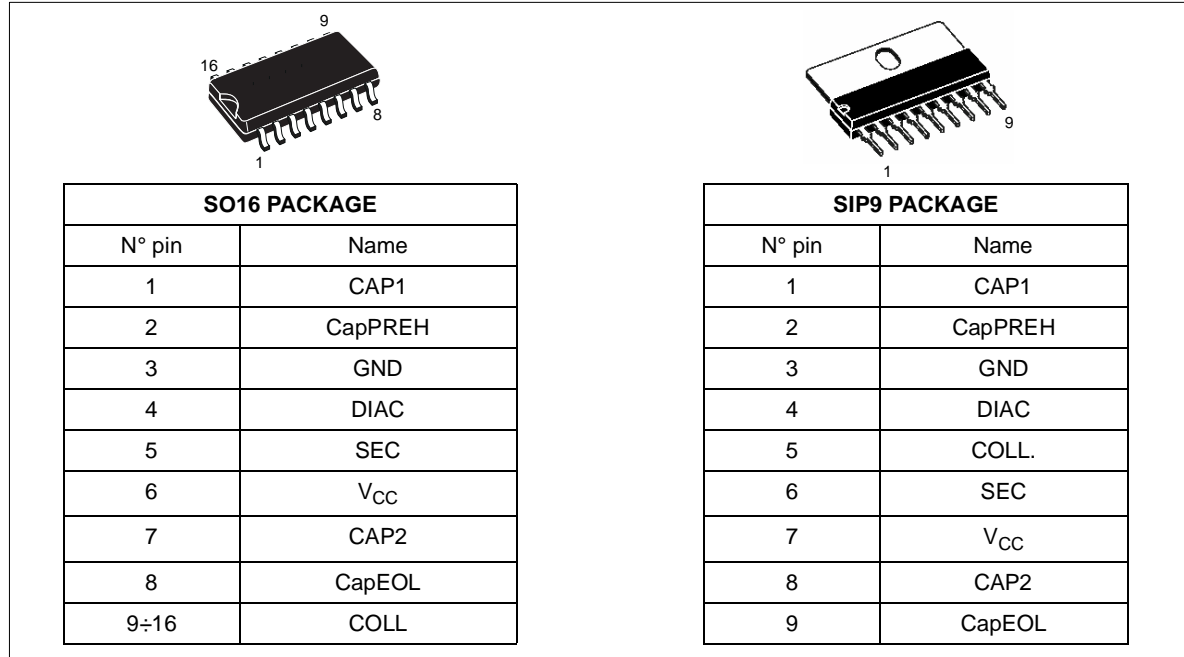 9
16
8
1
9
1
SO16 PACKAGE
N° pin Name
1 CAP1
2 CapPREH
3 GND
4 DIAC
5 SEC
6 VCC
7 CAP2
8 CapEOL
9÷16 COLL
SIP9 PACKAGE
N° pin Name
1 CAP1
2 CapPREH
3 GND
4 DIAC
5 COLL.
6 SEC
7 VCC
8 CAP2
9 CapEOL